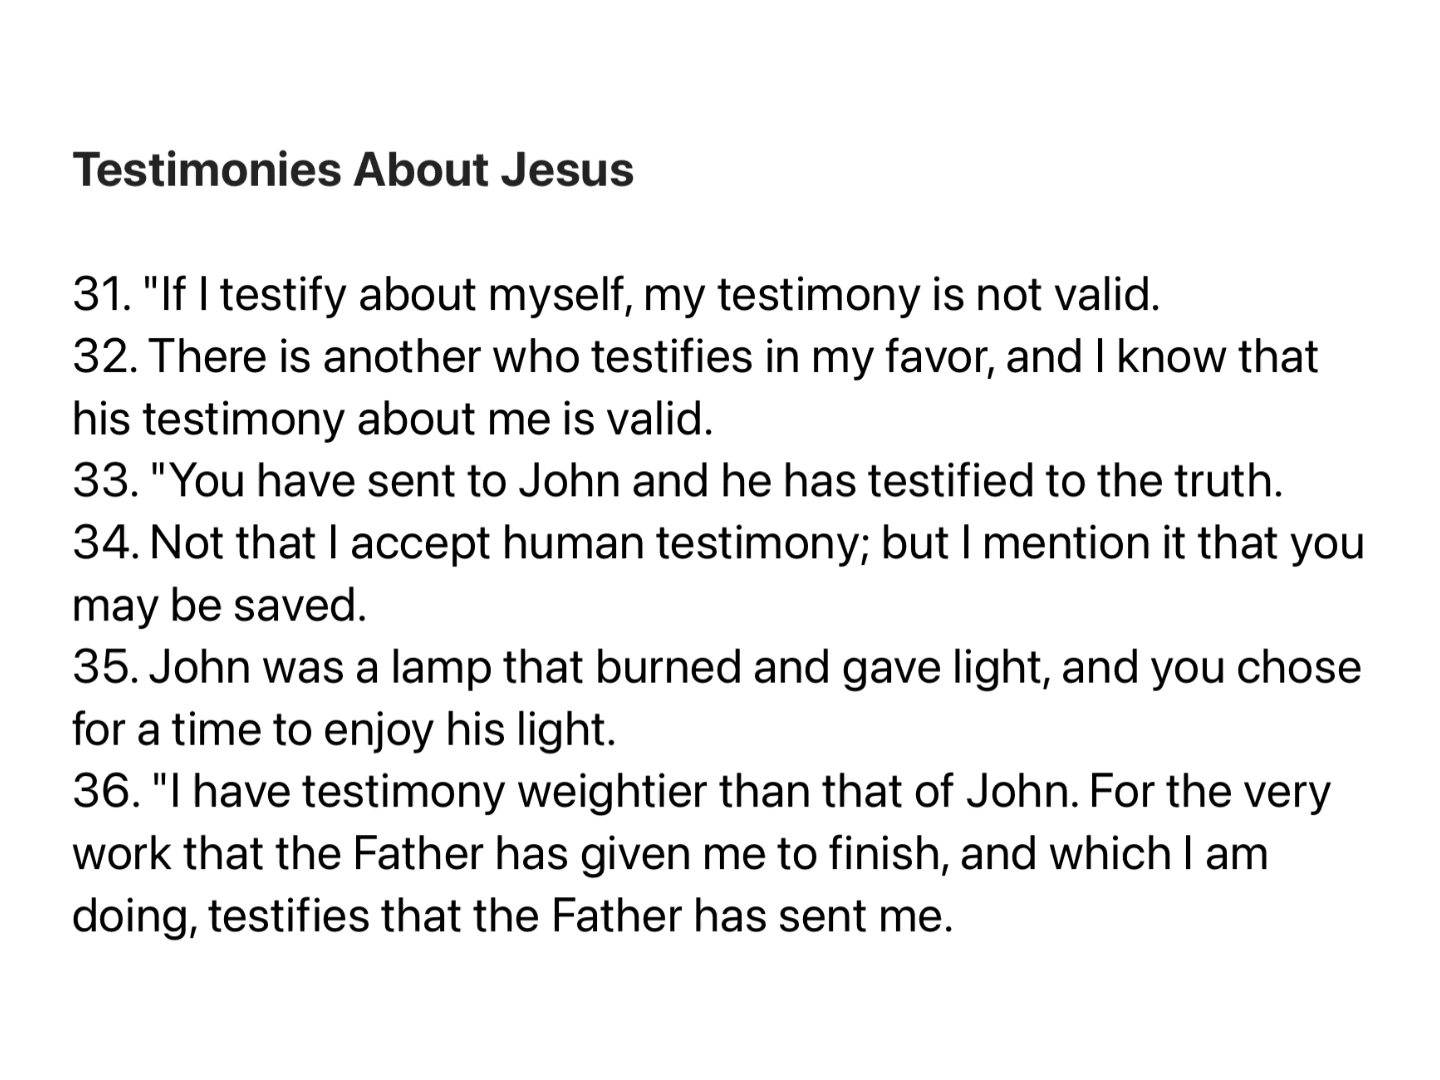 Testimonies About Jesus
31. "If I testify about myself, my testimony is not valid.
32. There is another who testifies in my favor, and I know that
his testimony about me is valid.
33. "You have sent to John and he has testified to the truth.
34. Not that I accept human testimony; but I mention it that you
may be saved.
35. John was a lamp that burned and gave light, and you chose
for a time to enjoy his light.
36. "I have testimony weightier than that of John. For the very
work that the Father has given me to finish, and which I am
doing, testifies that the Father has sent me.